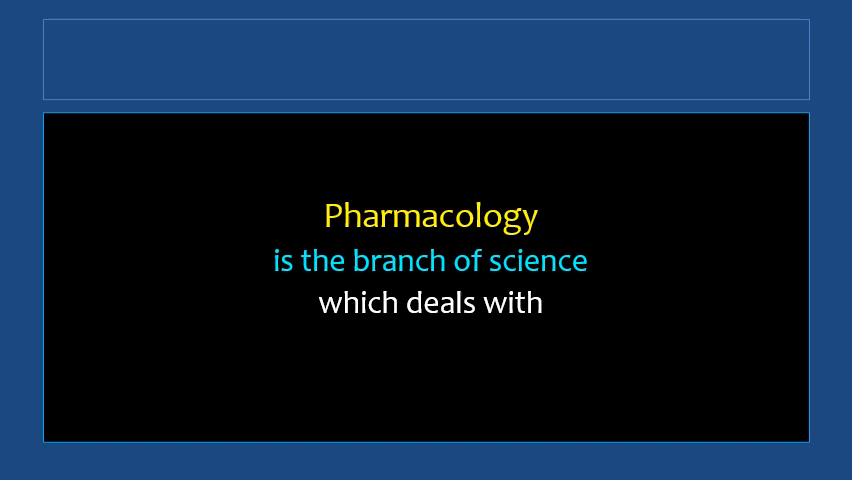 Pharmacology
is the branch of science
which deals with